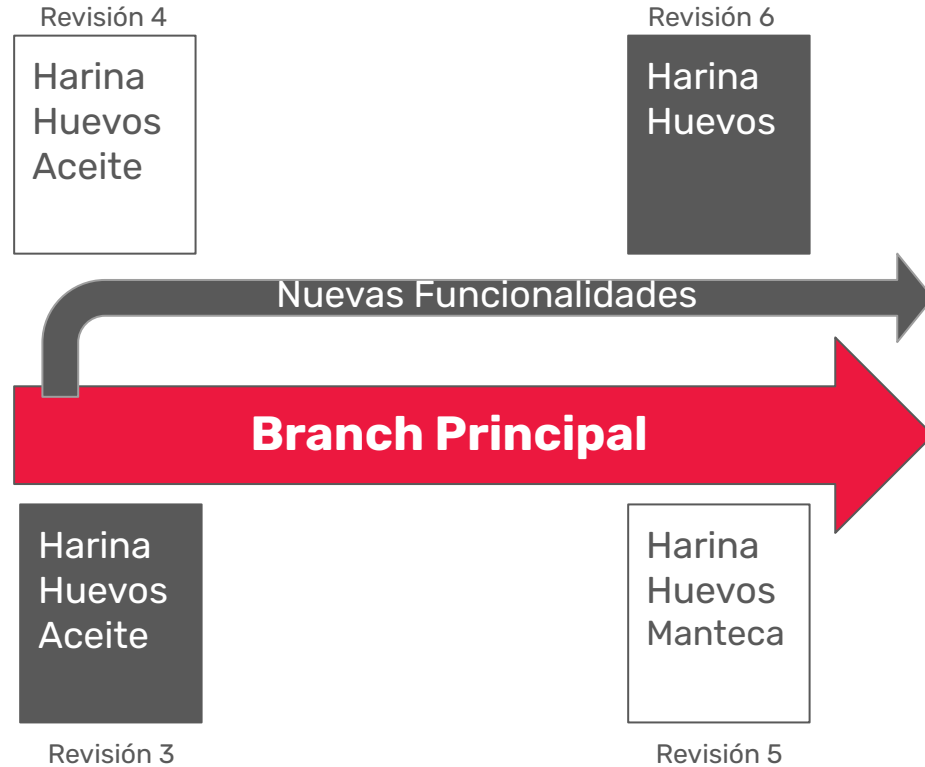 Revisión 4
Revisión 6
Harina
Huevos
Aceite
Harina
Huevos
Nuevas Funcionalidades
Branch Principal
Harina
Huevos
Aceite
Harina
Huevos
Manteca
Revisión 3
Revisión 5